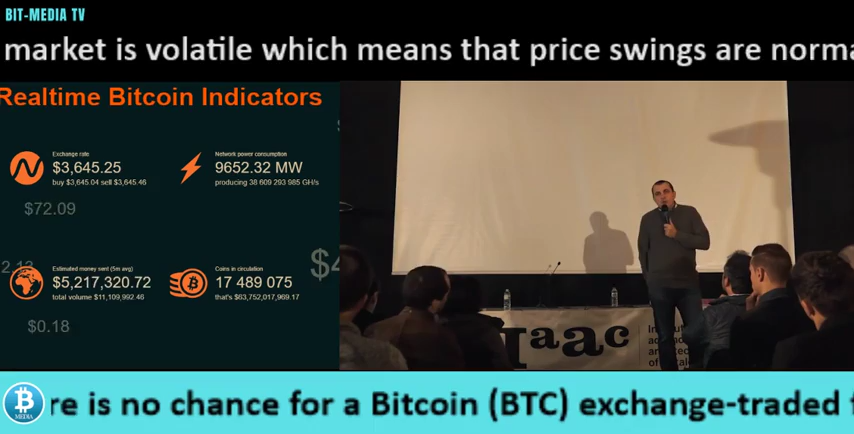 BIT-MEDIA TV
market is volatile which means that price swings are norma
Realtime Bitcoin Indicators
Exchange rate
$3,645.25
buy $3,645.04 sell $3,645.46
Network power consumption
9652.32 MW
producing 38 609 293 985 GH/s
$72.09
Estimated money sent (5m avg)
$5,217,320.72
total volume $11,109,992.46
Coins in circulation
17 489 075
that's $63,752,017,969.17
$0.18
Iaac
BITCOIN
MEDIA
re is no chance for a Bitcoin (BTC) exchange-traded f